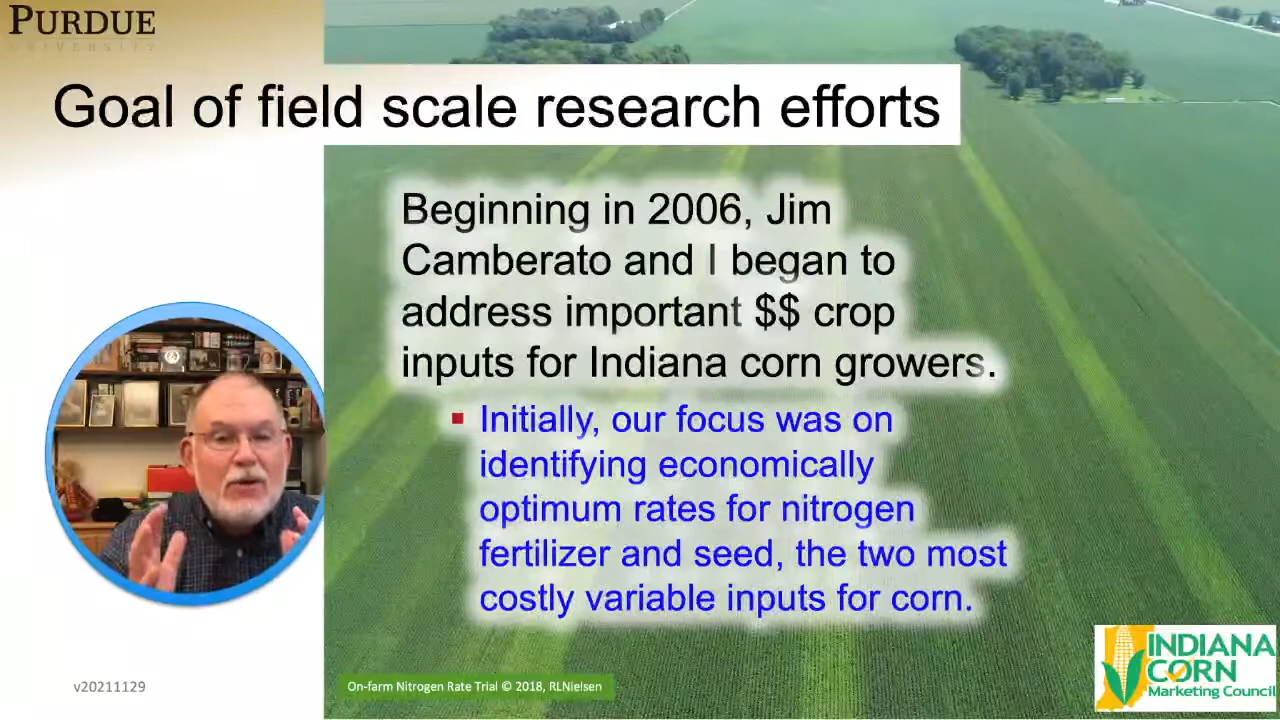 PURDUE
UNIVERSITY
Goal of field scale research efforts
Beginning in 2006, Jim
Camberato and I began to
address important $$ crop
inputs for Indiana corn growers.
Initially, our focus was on
identifying economically
optimum rates for nitrogen
fertilizer and seed, the two most
costly variable inputs for corn.
v20211129
On-farm Nitrogen Rate Trial © 2018, RLNielsen
INDIANA
CORN
Marketing Council